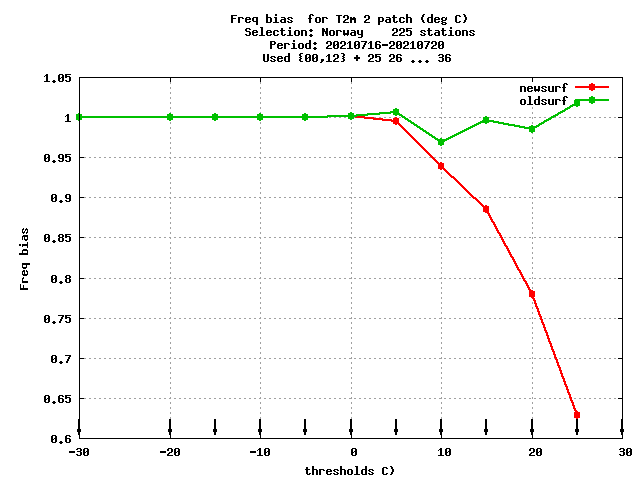 Freq bias  for T2m 2 patch (deg C)
Selection: Norway    225 stations
Period: 20210716-20210720
Used {00,12} + 25 26 ... 36
newsurf
oldsurf
1.05
1
0.95
0.9
0.85
0.8
0.75
0.7
0.65
0.6
Freq bias
-30
-20
-10
0
10
20
30
thresholds C)